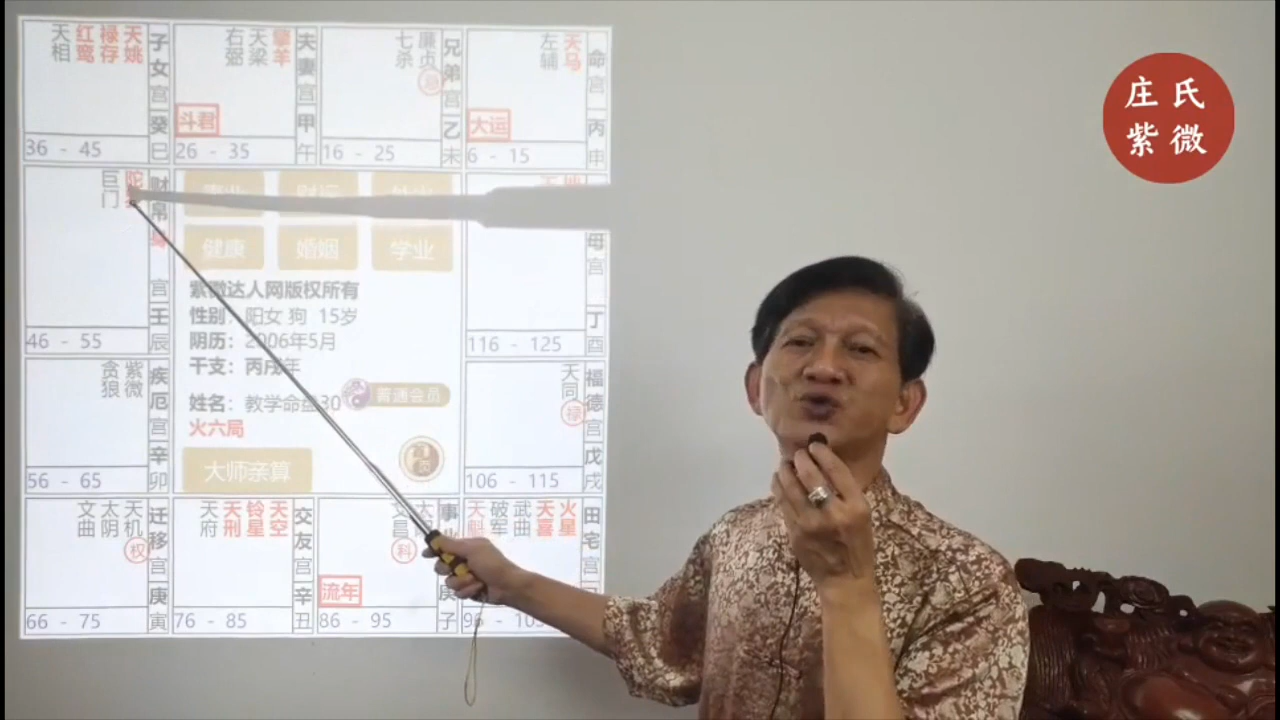 天相
红鸾
禄存
天姚
子女宫
癸巳
36 - 45
右弼
天梁
擎羊
夫妻宫
甲午
斗君
26 - 35
七杀
廉贞
忌
兄弟宫
乙未
16 - 25
左辅
天马
命宫
丙申
大运
6 - 15
巨门
财帛
宫
壬辰
46 - 55
母
宫
丁酉
116 - 125
健康
婚姻
学业
紫微达人网版权所有
性别: 阳女 狗 15岁
阴历: 2006年5月
干支: 丙戌年
姓名: 教学命盘30
普通会员
火六局
大师亲算
贪狼
紫微
疾厄宫
辛卯
56 - 65
天同
禄
福德宫
戊戌
106 - 115
文曲
太阴
天机
权
迁移宫
庚寅
66 - 75
天府
天刑
铃星
天空
交友宫
辛丑
76 - 85
文昌
科
事
流年
子
86 - 95
天魁
破军
武曲
天喜
火星
田宅宫
庄氏
紫微